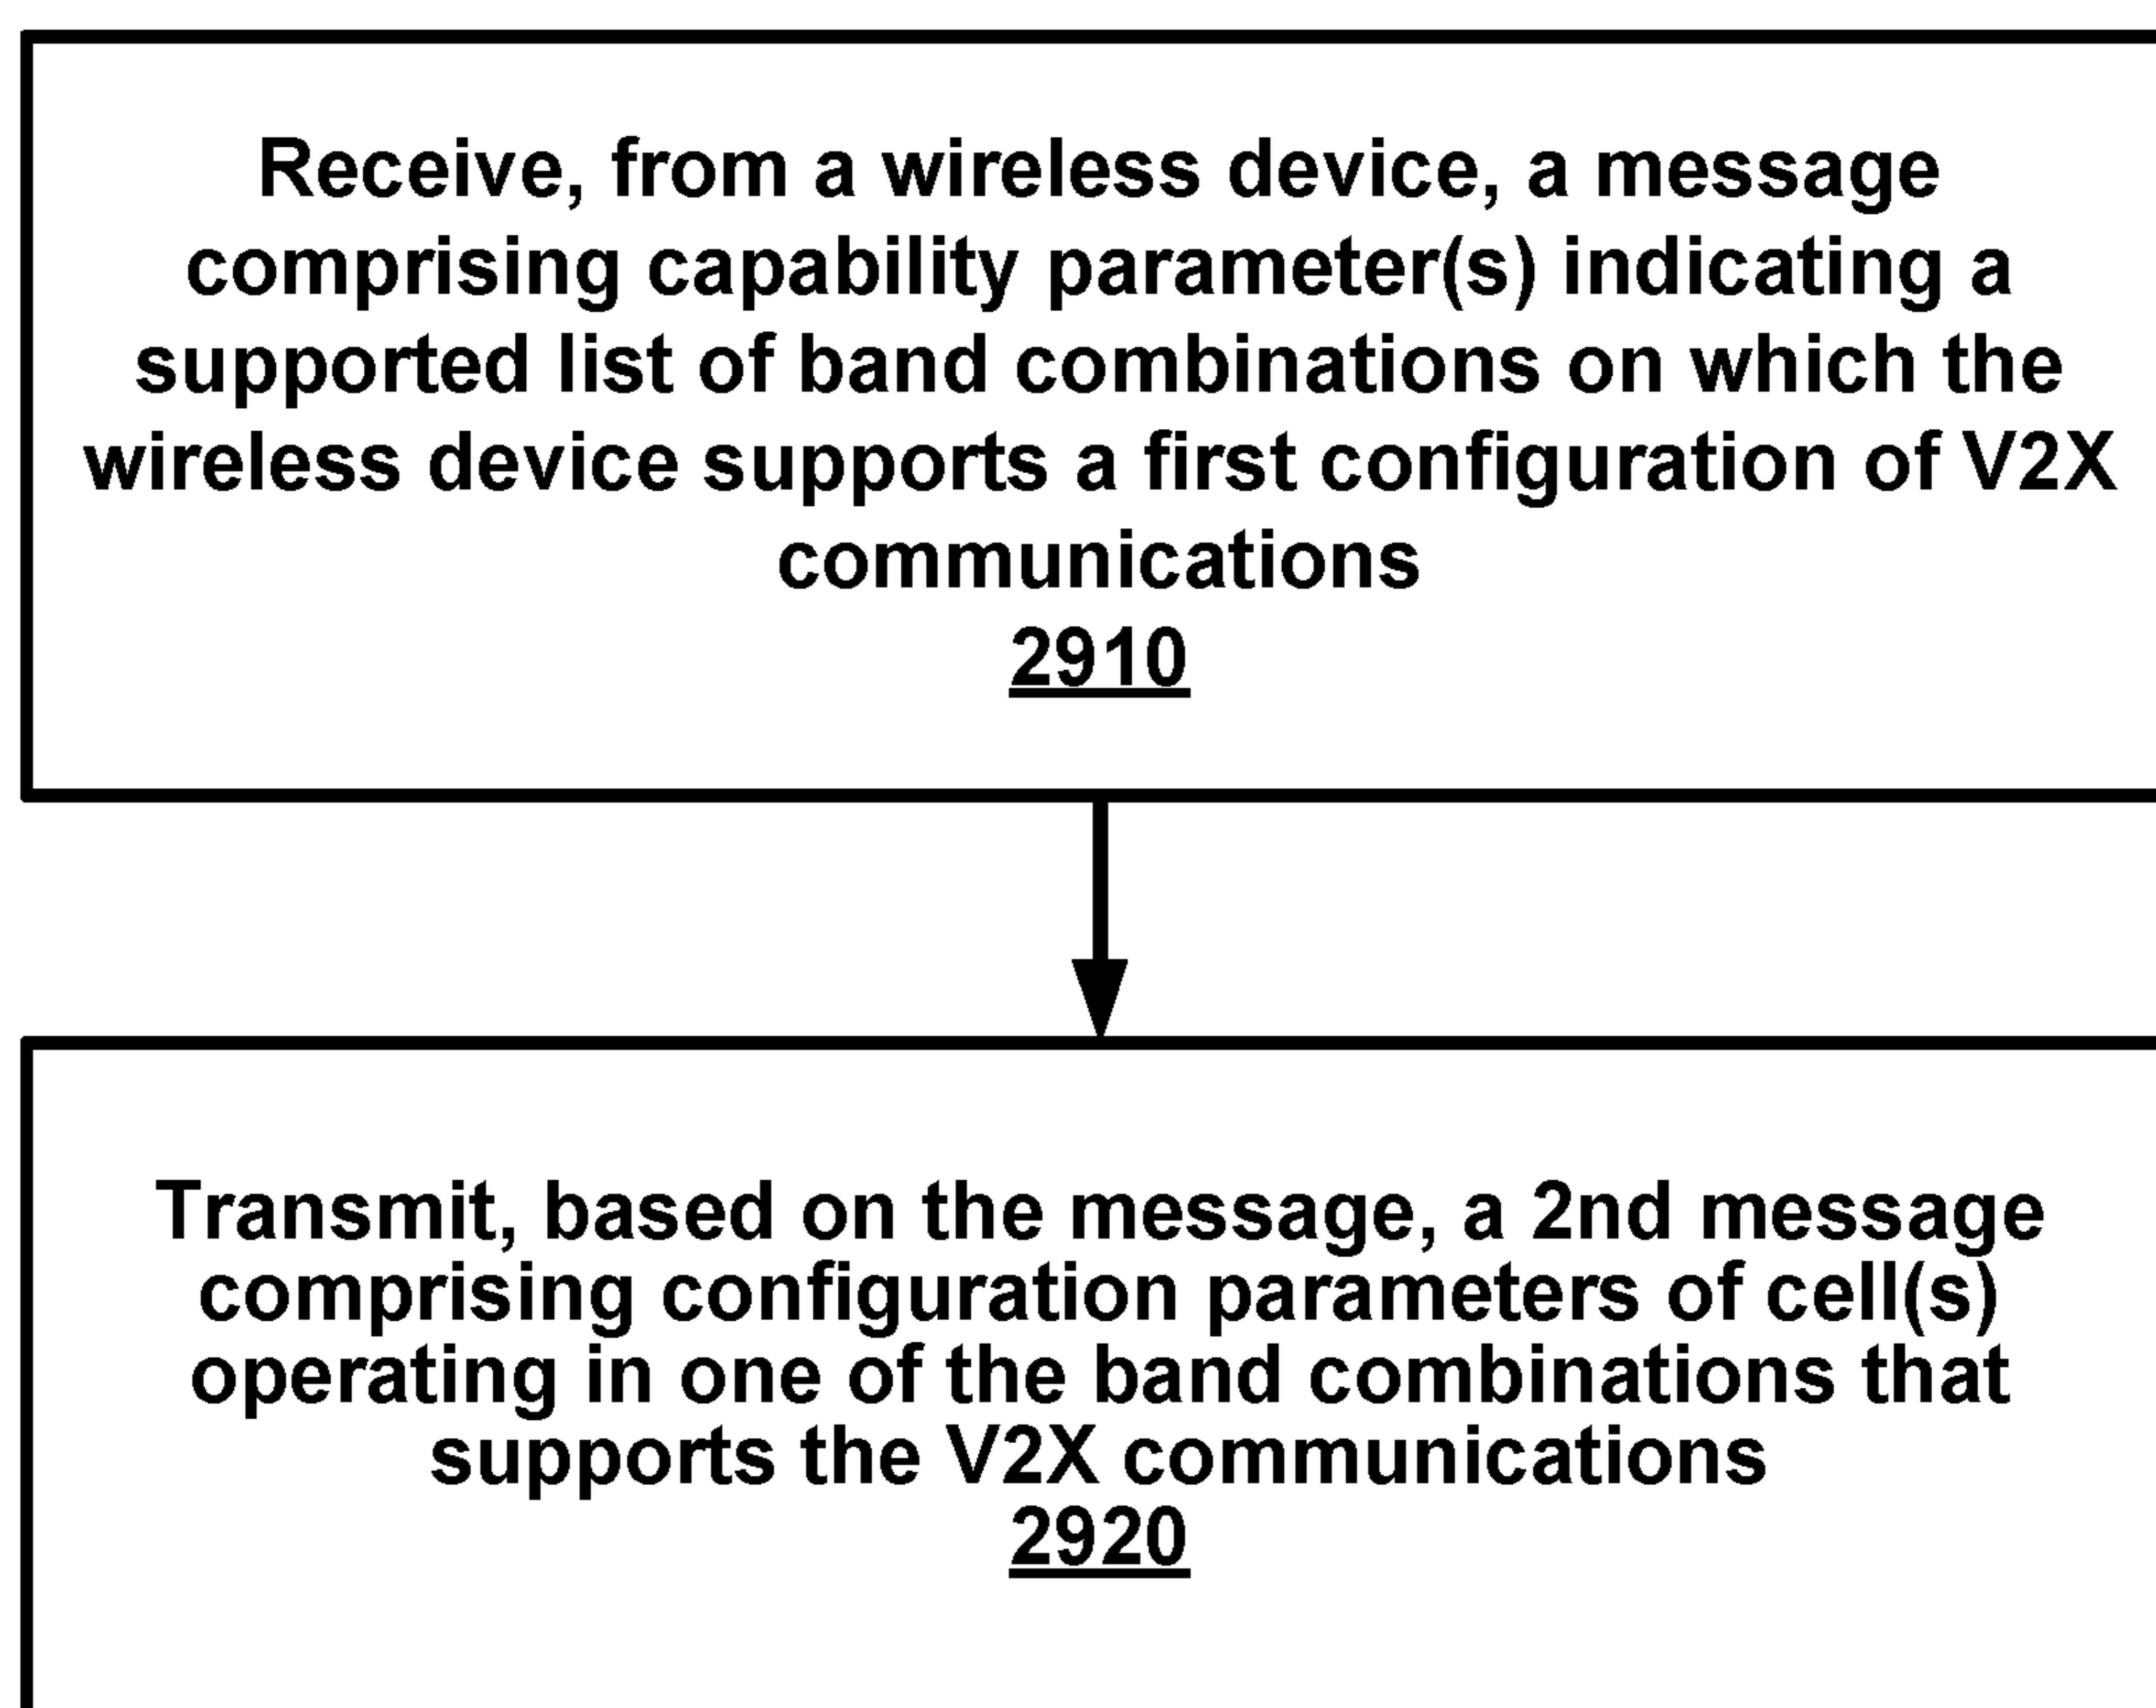 Receive, from a wireless device, a message
comprising capability parameter(s) indicating a
supported list of band combinations on which the
wireless device supports a first configuration of V2X
communications
2910
Transmit, based on the message, a 2nd message
comprising configuration parameters of cell(s)
operating in one of the band combinations that
supports the V2X communications
2920